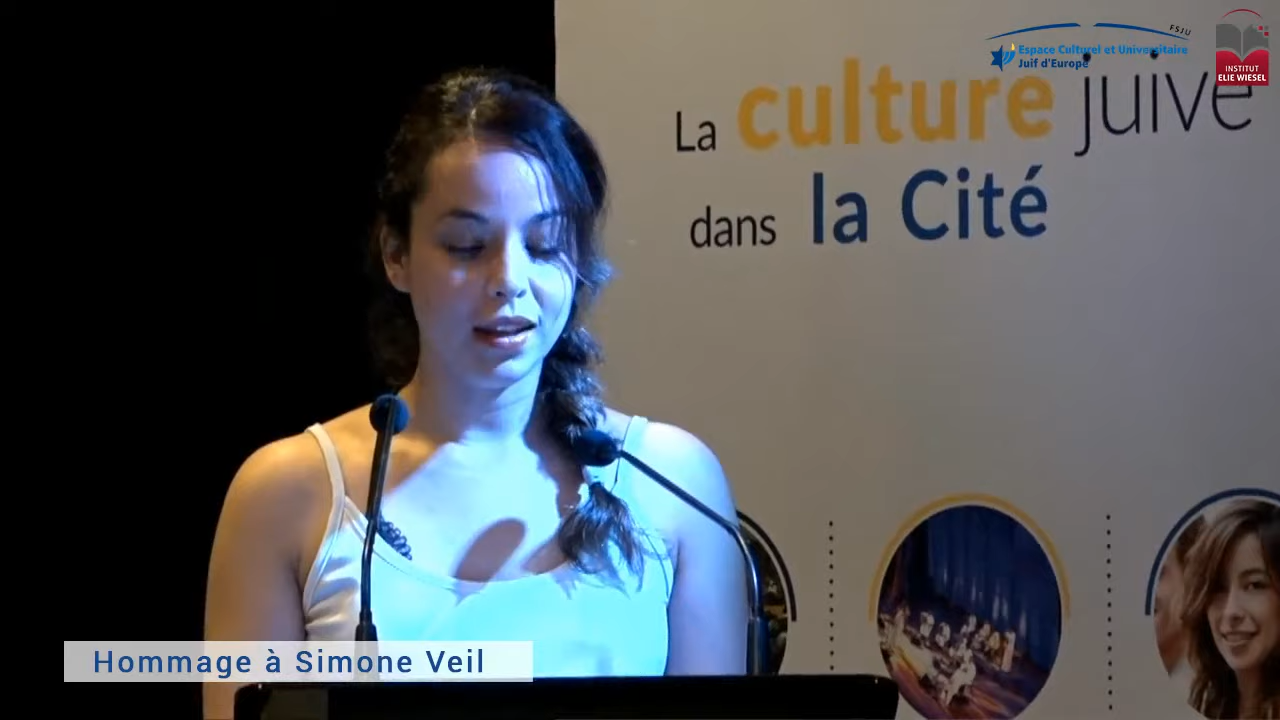 FSJU
Espace Culturel et Universitaire
Juif d'Europe
INSTITUT
ELIE WIESEL
La culture juive
dans la Cité
Hommage à Simone Veil